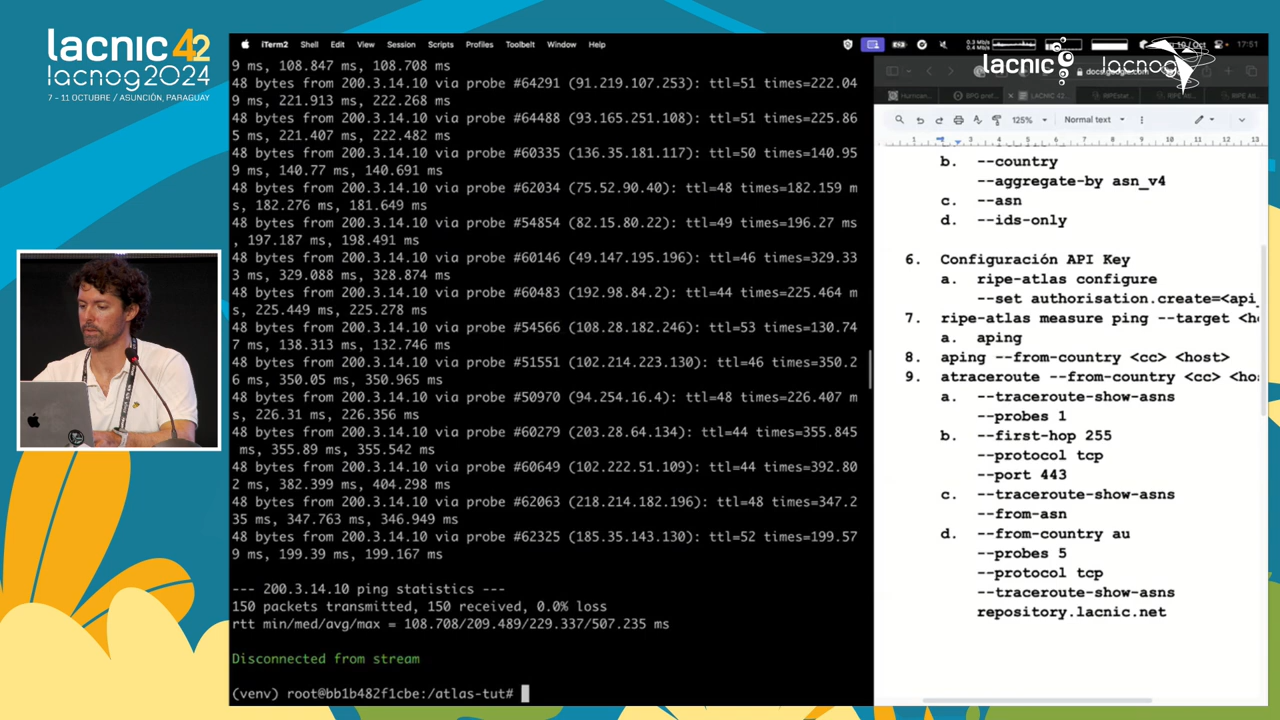 lacnic 42
lacnog2024
7 - 11 OCTUBRE / ASUNCIÓN, PARAGUAY
iTerm2 Shell Edit View Session Scripts Profiles Toolbelt Window Help
17:51
lacnic
lacnog
docs.google.com
LACNIC 42
125%
Normal text
1 2 3 4 5 6 7 8 9 10 11 12 13
9 ms, 108.847 ms, 108.708 ms
48 bytes from 200.3.14.10 via probe #64291 (91.219.107.253): ttl=51 times=222.04
9 ms, 221.913 ms, 222.268 ms
48 bytes from 200.3.14.10 via probe #64488 (93.165.251.108): ttl=51 times=225.86
5 ms, 221.407 ms, 222.482 ms
48 bytes from 200.3.14.10 via probe #60335 (136.35.181.117): ttl=50 times=140.95
9 ms, 140.77 ms, 140.691 ms
48 bytes from 200.3.14.10 via probe #62034 (75.52.90.40): ttl=48 times=182.159 m
s, 182.276 ms, 181.649 ms
48 bytes from 200.3.14.10 via probe #54854 (82.15.80.22): ttl=49 times=196.27 ms
, 197.187 ms, 198.491 ms
48 bytes from 200.3.14.10 via probe #60146 (49.147.195.196): ttl=46 times=329.33
3 ms, 329.088 ms, 328.874 ms
48 bytes from 200.3.14.10 via probe #60483 (192.98.84.2): ttl=44 times=225.464 m
s, 225.449 ms, 225.278 ms
48 bytes from 200.3.14.10 via probe #54566 (108.28.182.246): ttl=53 times=130.74
7 ms, 138.313 ms, 132.746 ms
48 bytes from 200.3.14.10 via probe #51551 (102.214.223.130): ttl=46 times=350.2
6 ms, 350.05 ms, 350.965 ms
48 bytes from 200.3.14.10 via probe #50970 (94.254.16.4): ttl=48 times=226.407 m
s, 226.31 ms, 226.356 ms
48 bytes from 200.3.14.10 via probe #60279 (203.28.64.134): ttl=44 times=355.845
ms, 355.89 ms, 355.542 ms
48 bytes from 200.3.14.10 via probe #60649 (102.222.51.109): ttl=44 times=392.80
2 ms, 382.399 ms, 404.298 ms
48 bytes from 200.3.14.10 via probe #62063 (218.214.182.196): ttl=48 times=347.2
35 ms, 347.763 ms, 346.949 ms
48 bytes from 200.3.14.10 via probe #62325 (185.35.143.130): ttl=52 times=199.57
9 ms, 199.39 ms, 199.167 ms
--- 200.3.14.10 ping statistics ---
150 packets transmitted, 150 received, 0.0% loss
rtt min/med/avg/max = 108.708/209.489/229.337/507.235 ms
Disconnected from stream
(venv) root@bb1b482f1cbe:/atlas-tut#
b. --country
--aggregate-by asn_v4
c. --asn
d. --ids-only
6. Configuración API Key
a. ripe-atlas configure
--set authorisation.create=<api_
7. ripe-atlas measure ping --target <h
a. aping
8. aping --from-country <cc> <host>
9. atraceroute --from-country <cc> <ho
a. --traceroute-show-asns
--probes 1
b. --first-hop 255
--protocol tcp
--port 443
c. --traceroute-show-asns
--from-asn
d. --from-country au
--probes 5
--protocol tcp
--traceroute-show-asns
repository.lacnic.net